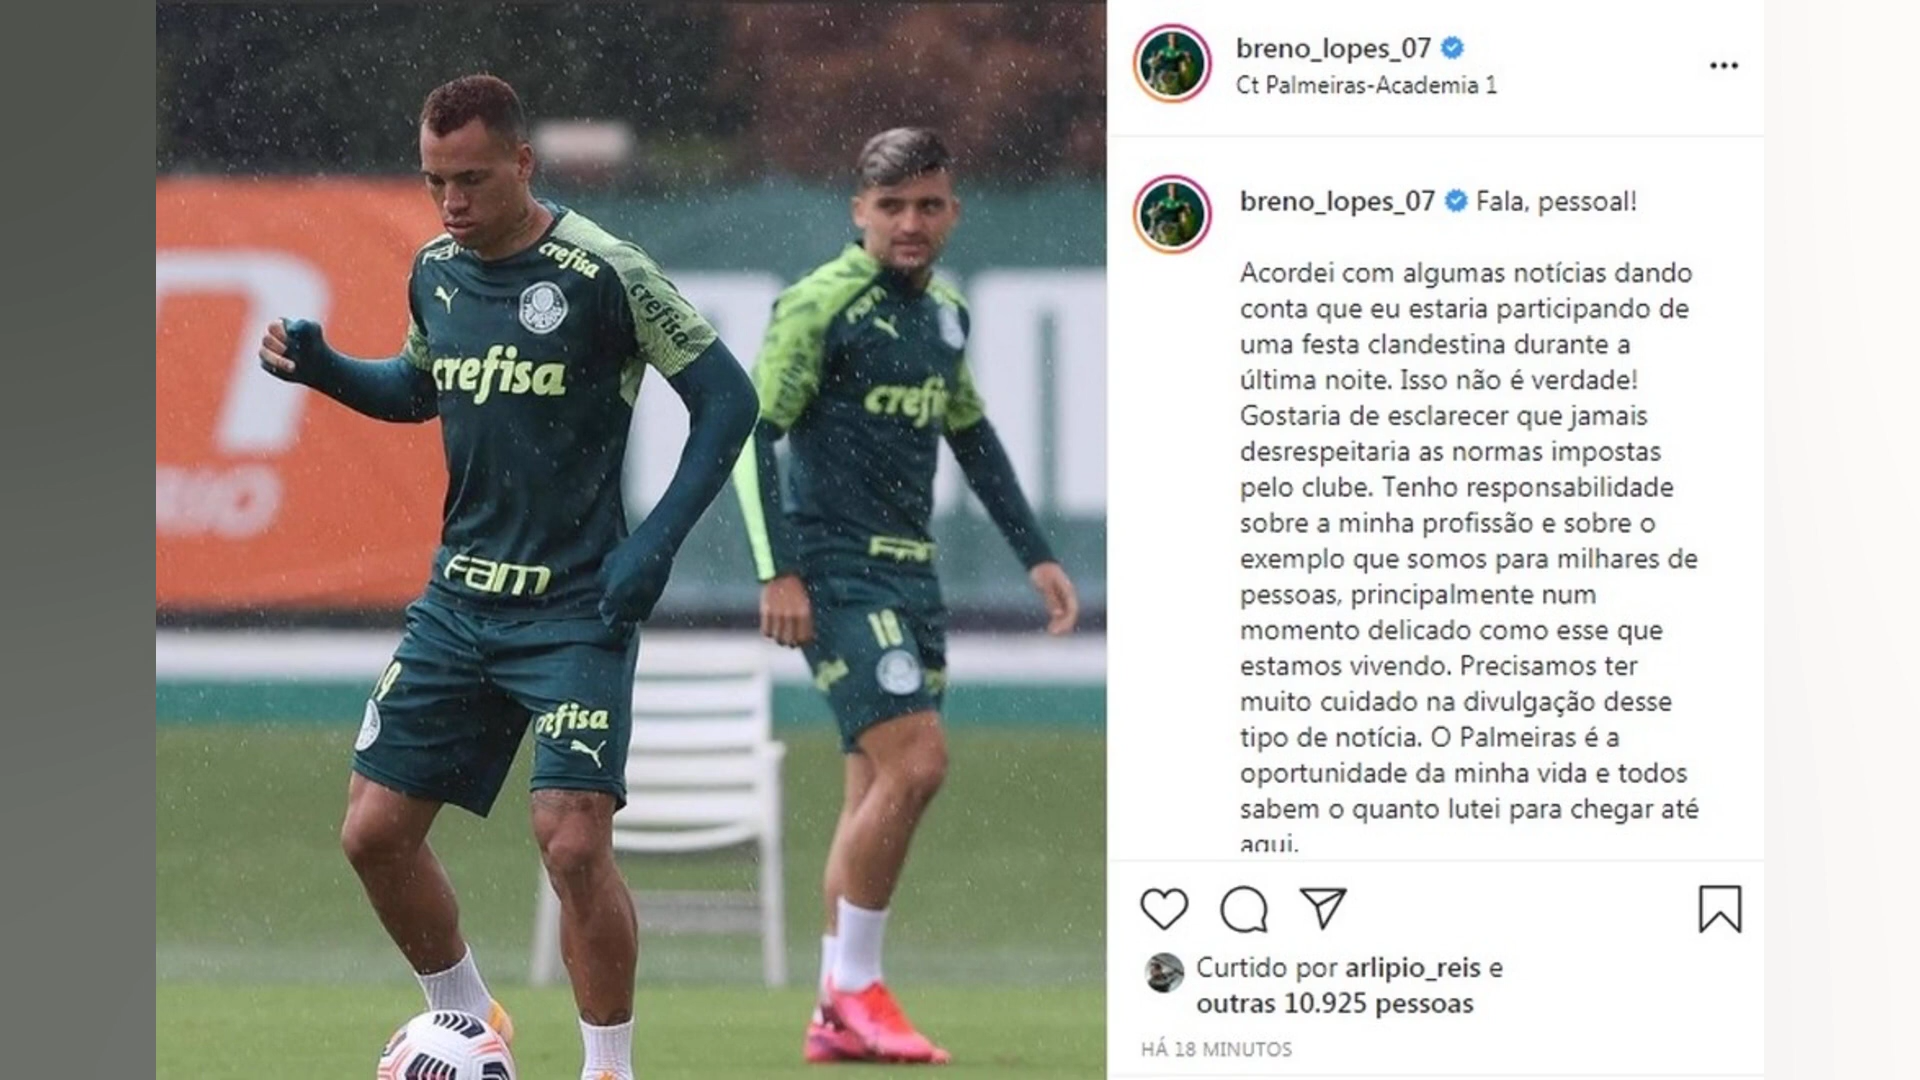 breno_lopes_07
Ct Palmeiras-Academia 1
breno_lopes_07 Fala, pessoal!
Acordei com algumas notícias dando
conta que eu estaria participando de
uma festa clandestina durante a
última noite. Isso não é verdade!
Gostaria de esclarecer que jamais
desrespeitaria as normas impostas
pelo clube. Tenho responsabilidade
sobre a minha profissão e sobre o
exemplo que somos para milhares de
pessoas, principalmente num
momento delicado como esse que
estamos vivendo. Precisamos ter
muito cuidado na divulgação desse
tipo de notícia. O Palmeiras é a
oportunidade da minha vida e todos
sabem o quanto lutei para chegar até
aqui.
Curtido por arlipio_reis e
outras 10.925 pessoas
HÁ 18 MINUTOS
crefisa
crefisa
crefisa
Fam
19
crefisa
18